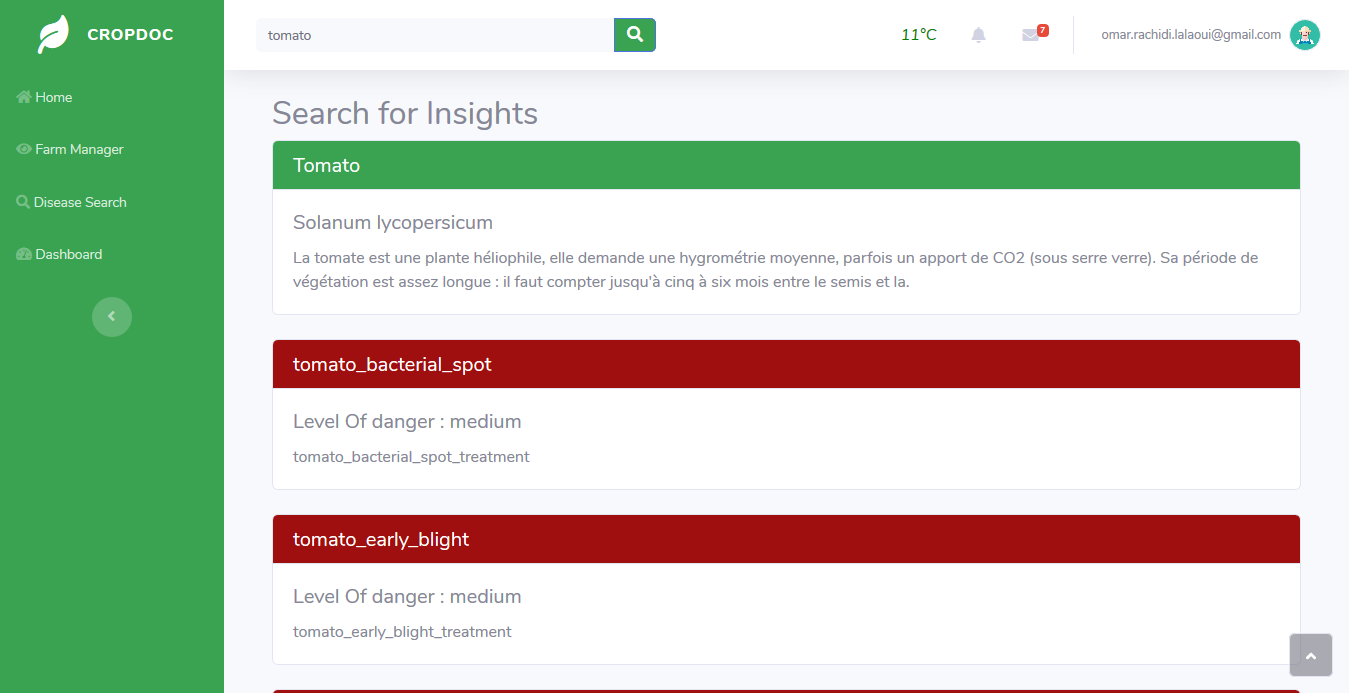 CROPDOC
tomato
11°C
7
omar.rachidi.lalaoui@gmail.com
Home
Farm Manager
Disease Search
Dashboard
Search for Insights
Tomato
Solanum lycopersicum
La tomate est une plante héliophile, elle demande une hygrométrie moyenne, parfois un apport de CO2 (sous serre verre). Sa période de
végétation est assez longue : il faut compter jusqu'à cinq à six mois entre le semis et la.
tomato_bacterial_spot
Level Of danger : medium
tomato_bacterial_spot_treatment
tomato_early_blight
Level Of danger : medium
tomato_early_blight_treatment